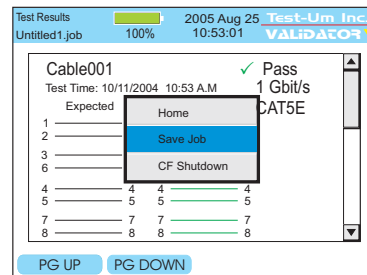 Test Results 2005 Aug 25 Test-Um Inc.
Untitled1.job 100% 10:53:01 VALIDATOR
Cable001 ✓ Pass
Test Time: 10/11/2004 10:53 A.M 1 Gbit/s
Expected CAT5E
Home
Save Job
CF Shutdown
1
2
3
6
4 4 4 4
5 5 5 5
7 7 7 7
8 8 8 8
PG UP PG DOWN